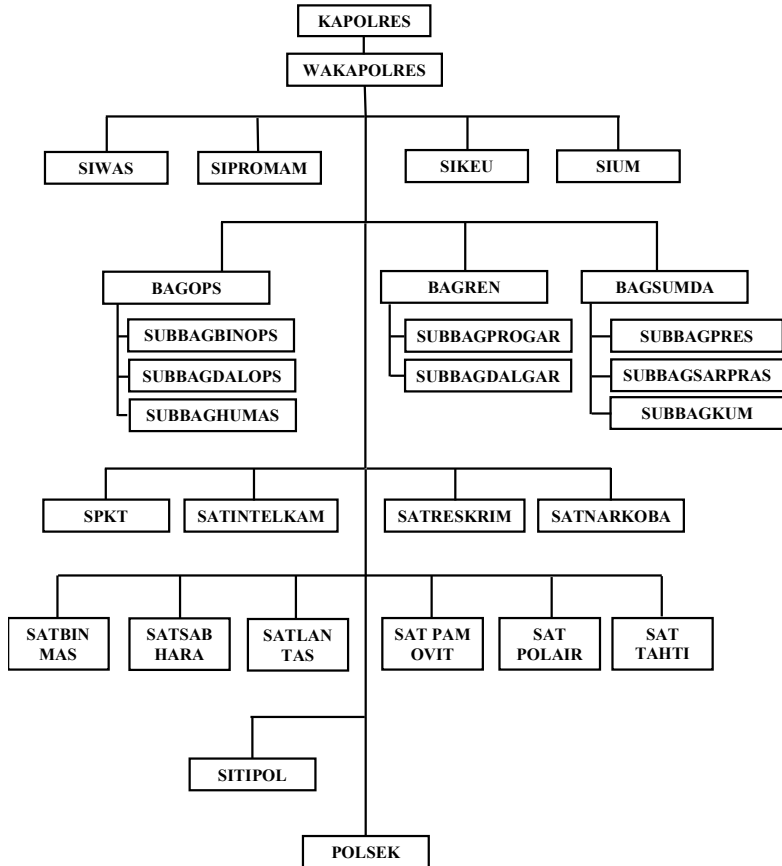 KAPOLRES
WAKAPOLRES
SIWAS
SIPROMAM
SIKEU
SIUM
BAGOPS
BAGREN
BAGSUMDA
SUBBAGBINOPS
SUBBAGPROGAR
SUBBAGPRES
SUBBAGDALOPS
SUBBAGDALGAR
SUBBAGSARPRAS
SUBBAGHUMAS
SUBBAGKUM
SPKT
SATINTELKAM
SATRESKRIM
SATNARKOBA
SATBIN
MAS
SATSAB
HARA
SATLAN
TAS
SAT PAM
OVIT
SAT
POLAIR
SAT
TAHTI
SITIPOL
POLSEK